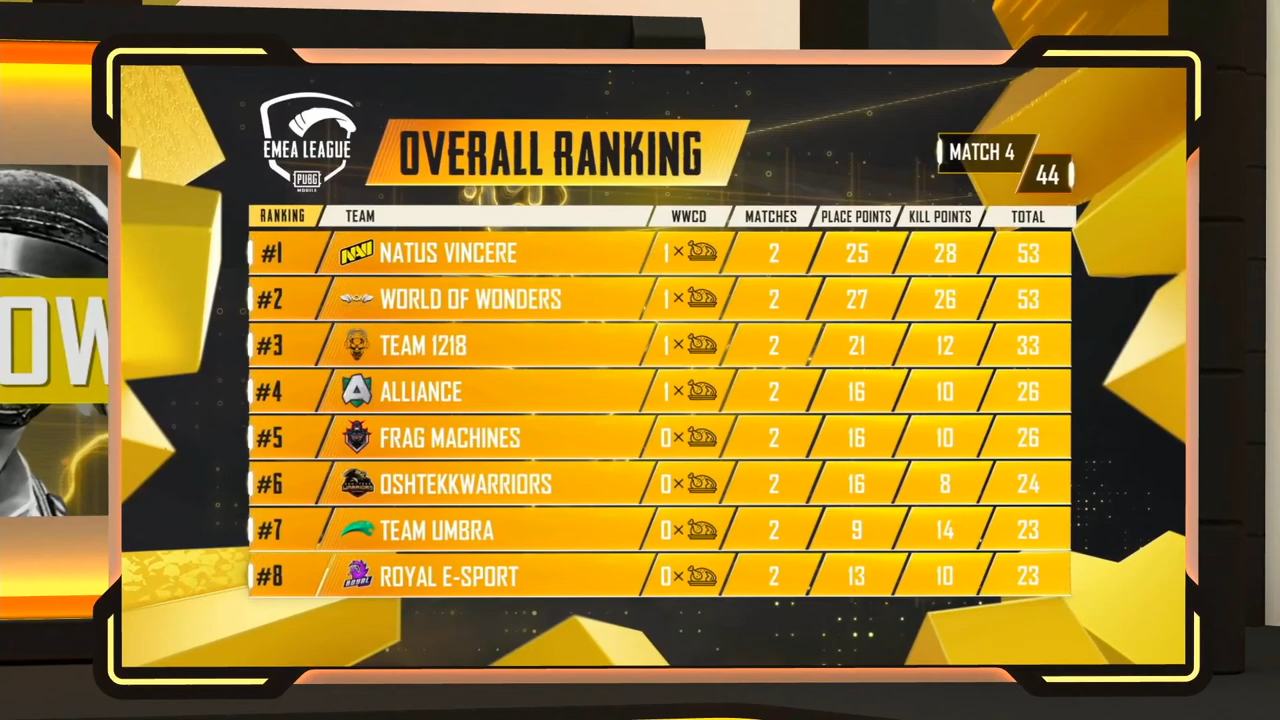 EMEA LEAGUE
PUBG
MOBILE
OVERALL RANKING
MATCH 4
44
RANKING TEAM WWCD MATCHES PLACE POINTS KILL POINTS TOTAL
#1 NAVI NATUS VINCERE 1× 2 25 28 53
#2 WORLD OF WONDERS 1× 2 27 26 53
#3 TEAM 1218 1× 2 21 12 33
#4 A ALLIANCE 1× 2 16 10 26
#5 FRAG MACHINES 0× 2 16 10 26
#6 WARRIORS OSHTEKKWARRIORS 0× 2 16 8 24
#7 TEAM UMBRA 0× 2 9 14 23
#8 ROYAL ROYAL E-SPORT 0× 2 13 10 23
OW